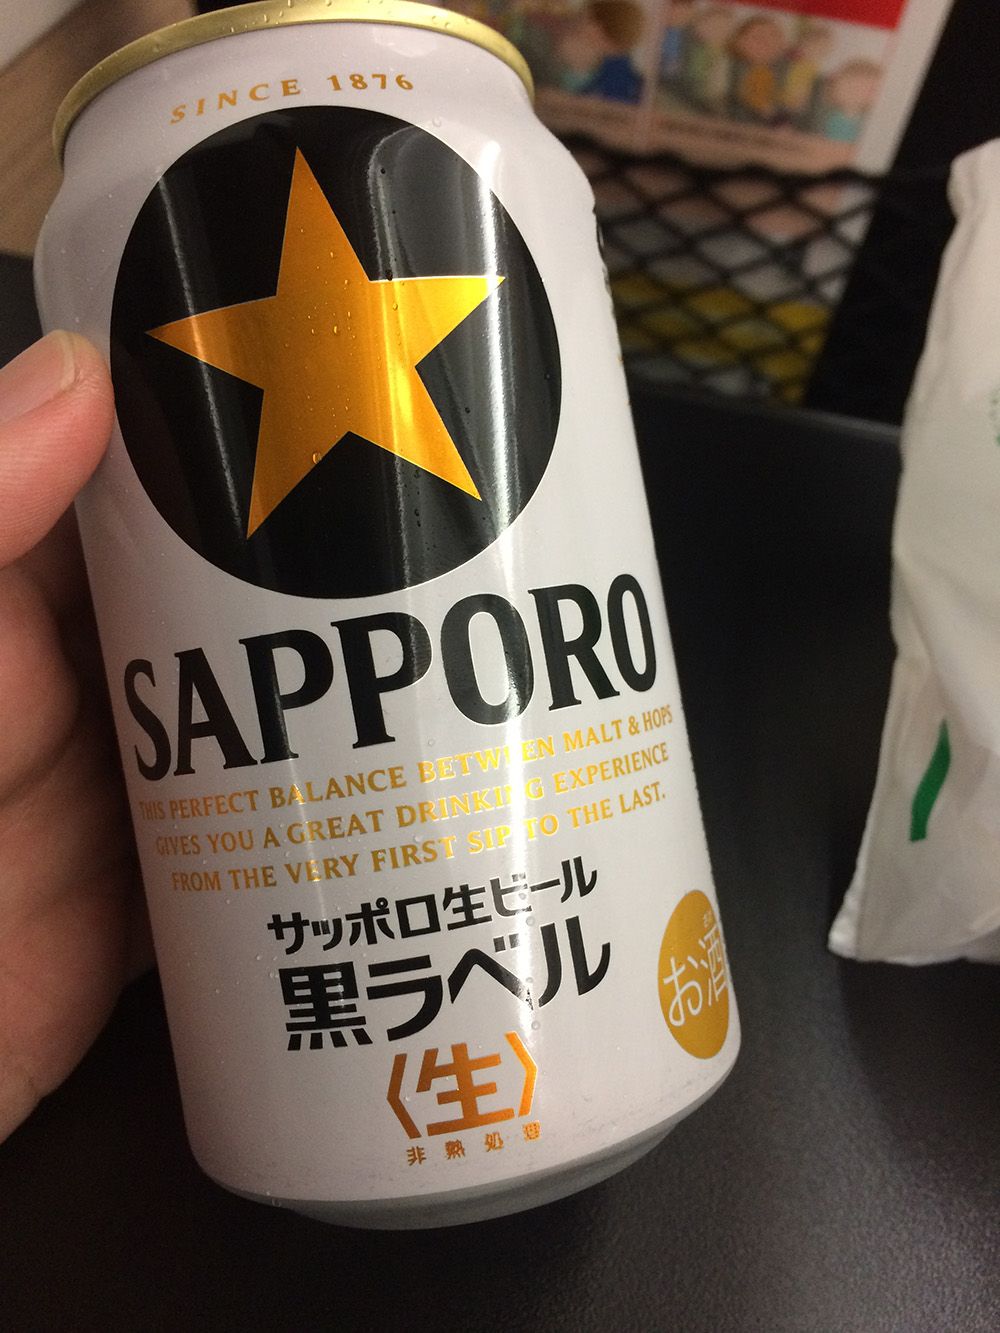 SINCE 1876
SAPPORO
THIS PERFECT BALANCE BETWEEN MALT & HOPS
GIVES YOU A GREAT DRINKING EXPERIENCE
FROM THE VERY FIRST SIP TO THE LAST.
サッポロ生ビール
黒ラベル
〈生〉
非熱処理
お酒